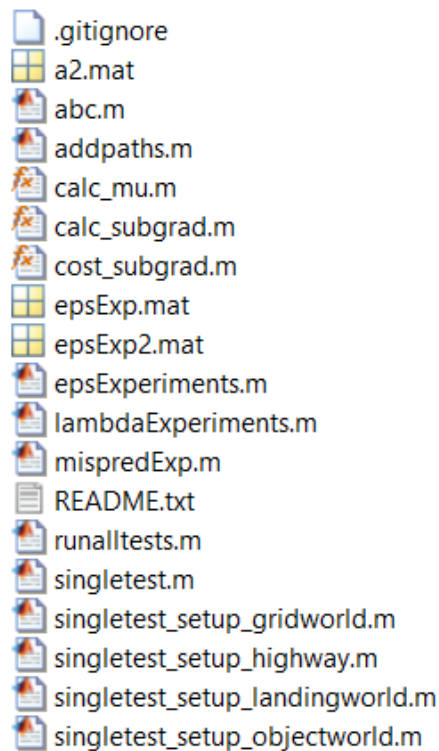 .gitignore
a2.mat
abc.m
addpaths.m
calc_mu.m
calc_subgrad.m
cost_subgrad.m
epsExp.mat
epsExp2.mat
epsExperiments.m
lambdaExperiments.m
mispredExp.m
README.txt
runalltests.m
singletest.m
singletest_setup_gridworld.m
singletest_setup_highway.m
singletest_setup_landingworld.m
singletest_setup_objectworld.m